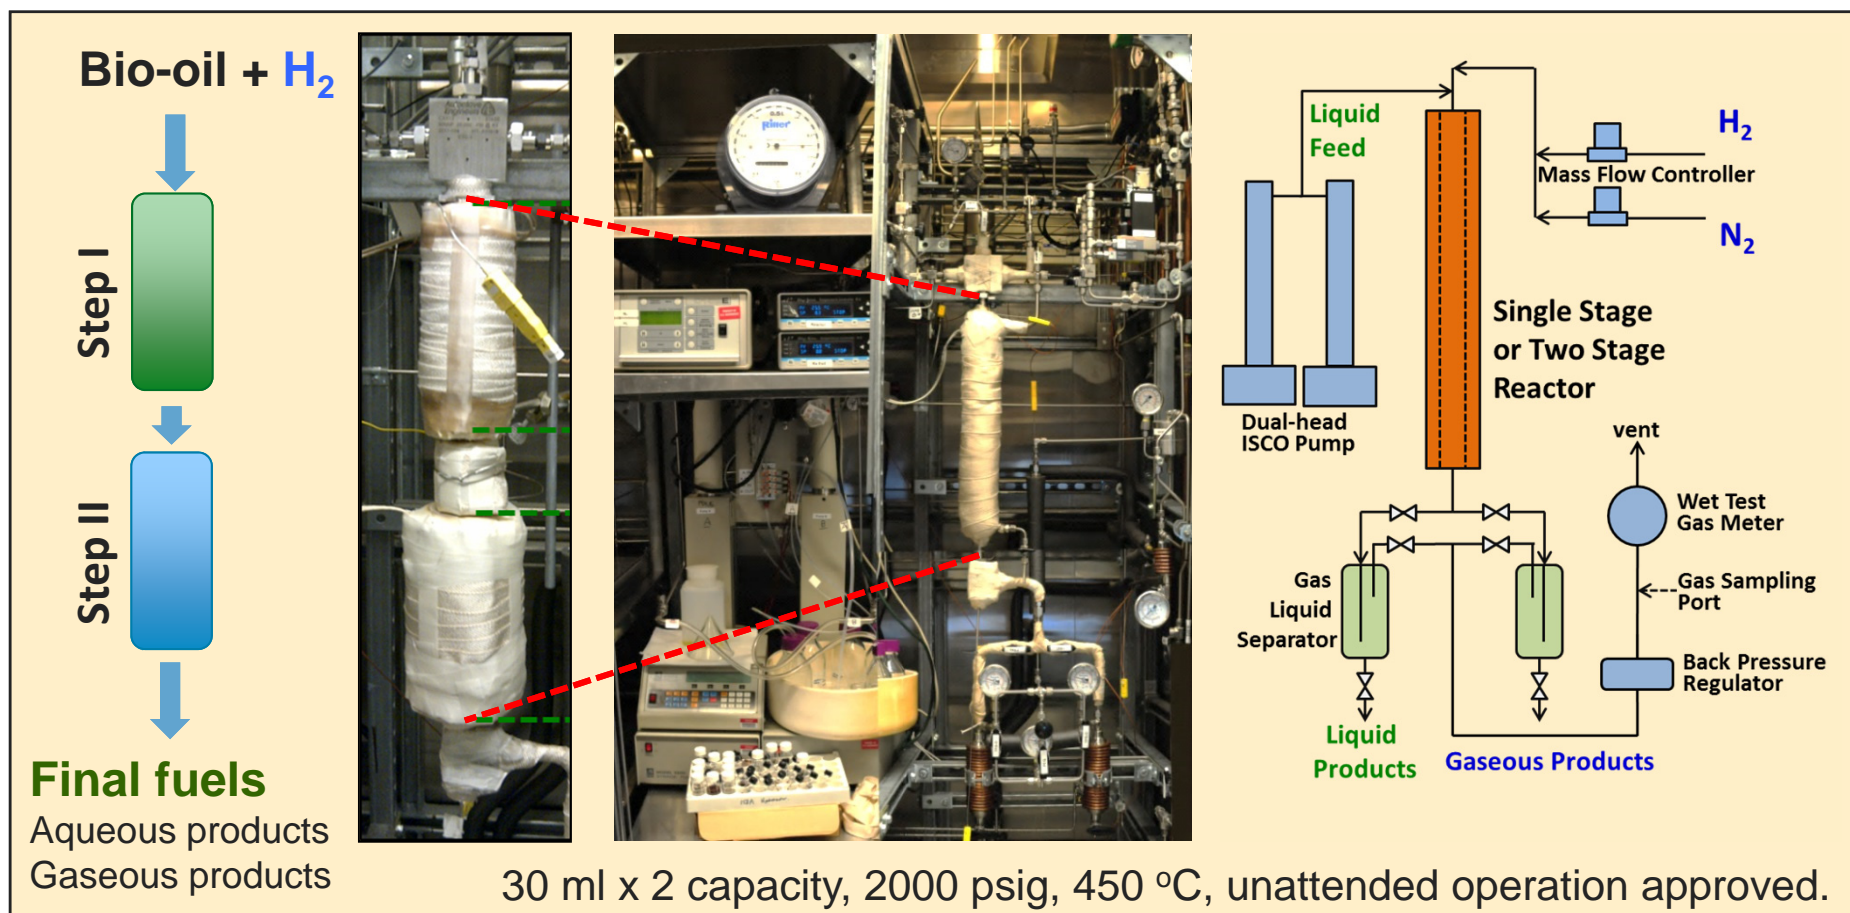 Bio-oil + H2
Step I
Step II
Final fuels
Aqueous products
Gaseous products
Ritter
Liquid
Feed
H2
Mass Flow Controller
N2
Single Stage
or Two Stage
Reactor
Dual-head
ISCO Pump
vent
Wet Test
Gas Meter
Gas Sampling
Port
Back Pressure
Regulator
Gas
Liquid
Separator
Liquid
Products
Gaseous Products
30 ml x 2 capacity, 2000 psig, 450 ºC, unattended operation approved.